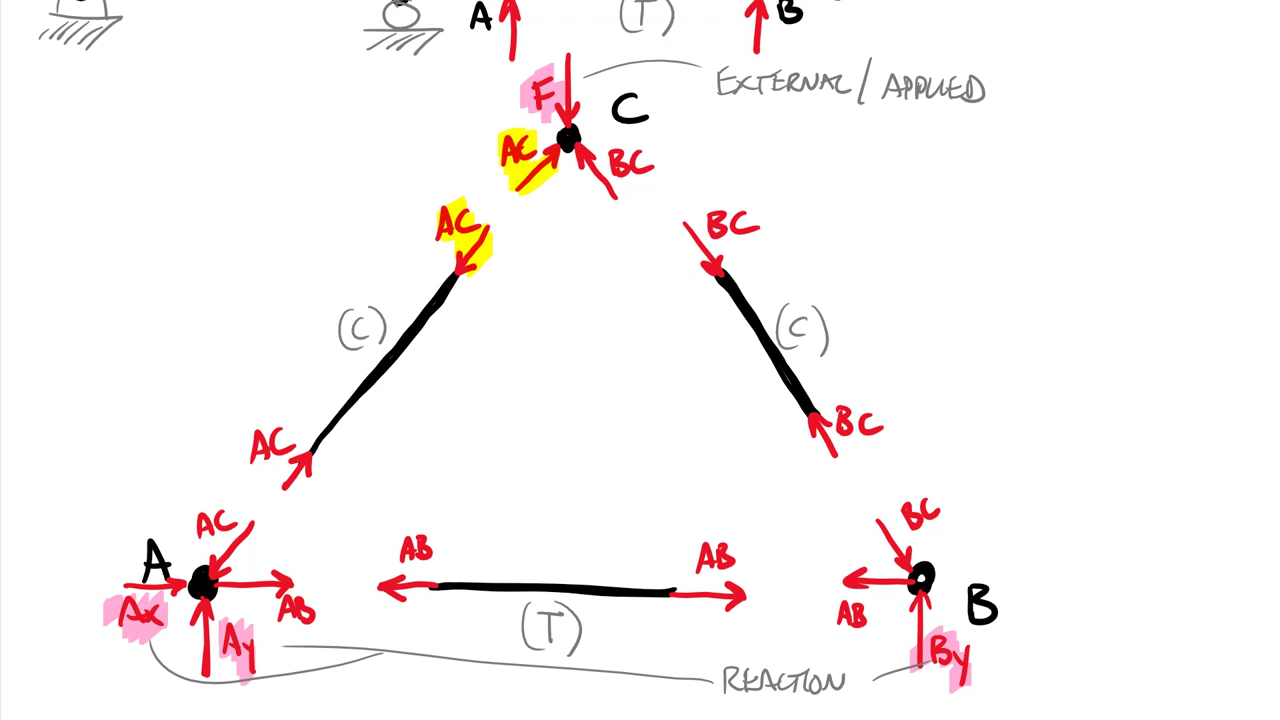 A
(T)
B
EXTERNAL / APPLIED
F
C
AC
BC
AC
BC
(C)
(C)
AC
BC
AC
BC
A
AB
AB
Ax
AB
AB
B
Ay
(T)
By
REACTION